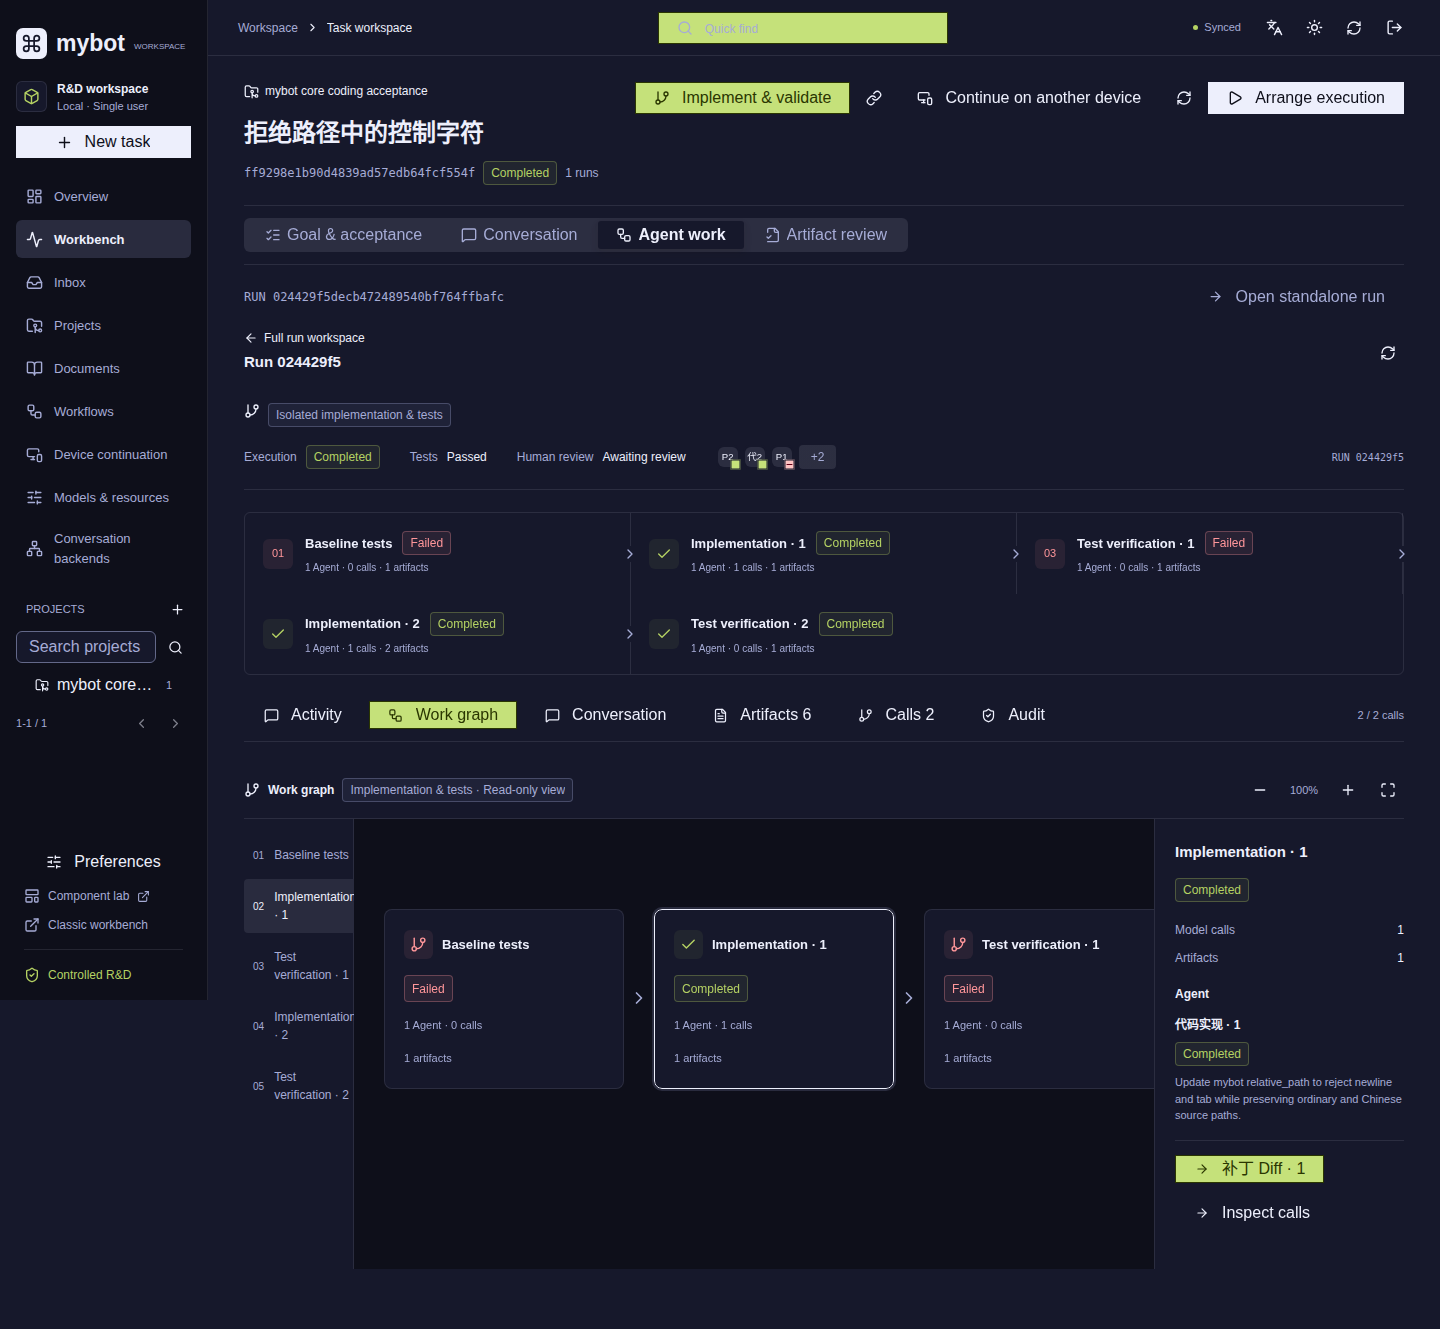 mybot WORKSPACE
R&D workspace
Local · Single user
New task
Overview
Workbench
Inbox
Projects
Documents
Workflows
Device continuation
Models & resources
Conversation
backends
PROJECTS
Search projects
mybot core… 1
1-1 / 1
Preferences
Component lab
Classic workbench
Controlled R&D
Workspace Task workspace
Quick find
Synced
mybot core coding acceptance
Implement & validate
Continue on another device
Arrange execution
拒绝路径中的控制字符
ff9298e1b90d4839ad57edb64fcf554f Completed 1 runs
Goal & acceptance Conversation Agent work Artifact review
RUN 024429f5decb472489540bf764ffbafc
Open standalone run
Full run workspace
Run 024429f5
Isolated implementation & tests
Execution Completed Tests Passed Human review Awaiting review P2 代2 P1 +2 RUN 024429f5
01 Baseline tests Failed
1 Agent · 0 calls · 1 artifacts
Implementation · 1 Completed
1 Agent · 1 calls · 1 artifacts
03 Test verification · 1 Failed
1 Agent · 0 calls · 1 artifacts
Implementation · 2 Completed
1 Agent · 1 calls · 2 artifacts
Test verification · 2 Completed
1 Agent · 0 calls · 1 artifacts
Activity Work graph Conversation Artifacts 6 Calls 2 Audit 2 / 2 calls
Work graph Implementation & tests · Read-only view 100%
01 Baseline tests
02 Implementation
· 1
03 Test
verification · 1
04 Implementation
· 2
05 Test
verification · 2
Baseline tests
Failed
1 Agent · 0 calls
1 artifacts
Implementation · 1
Completed
1 Agent · 1 calls
1 artifacts
Test verification · 1
Failed
1 Agent · 0 calls
1 artifacts
Implementation · 1
Completed
Model calls 1
Artifacts 1
Agent
代码实现 · 1
Completed
Update mybot relative_path to reject newline
and tab while preserving ordinary and Chinese
source paths.
补丁 Diff · 1
Inspect calls